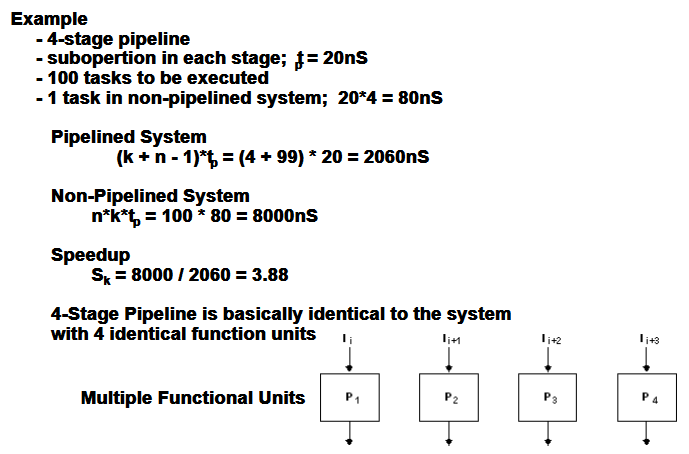 Example
- 4-stage pipeline
- subopertion in each stage; tp = 20nS
- 100 tasks to be executed
- 1 task in non-pipelined system; 20*4 = 80nS
Pipelined System
(k + n - 1)*tp = (4 + 99) * 20 = 2060nS
Non-Pipelined System
n*k*tp = 100 * 80 = 8000nS
Speedup
Sk = 8000 / 2060 = 3.88
4-Stage Pipeline is basically identical to the system
with 4 identical function units
Ii Ii+1 Ii+2 Ii+3
Multiple Functional Units P1 P2 P3 P4